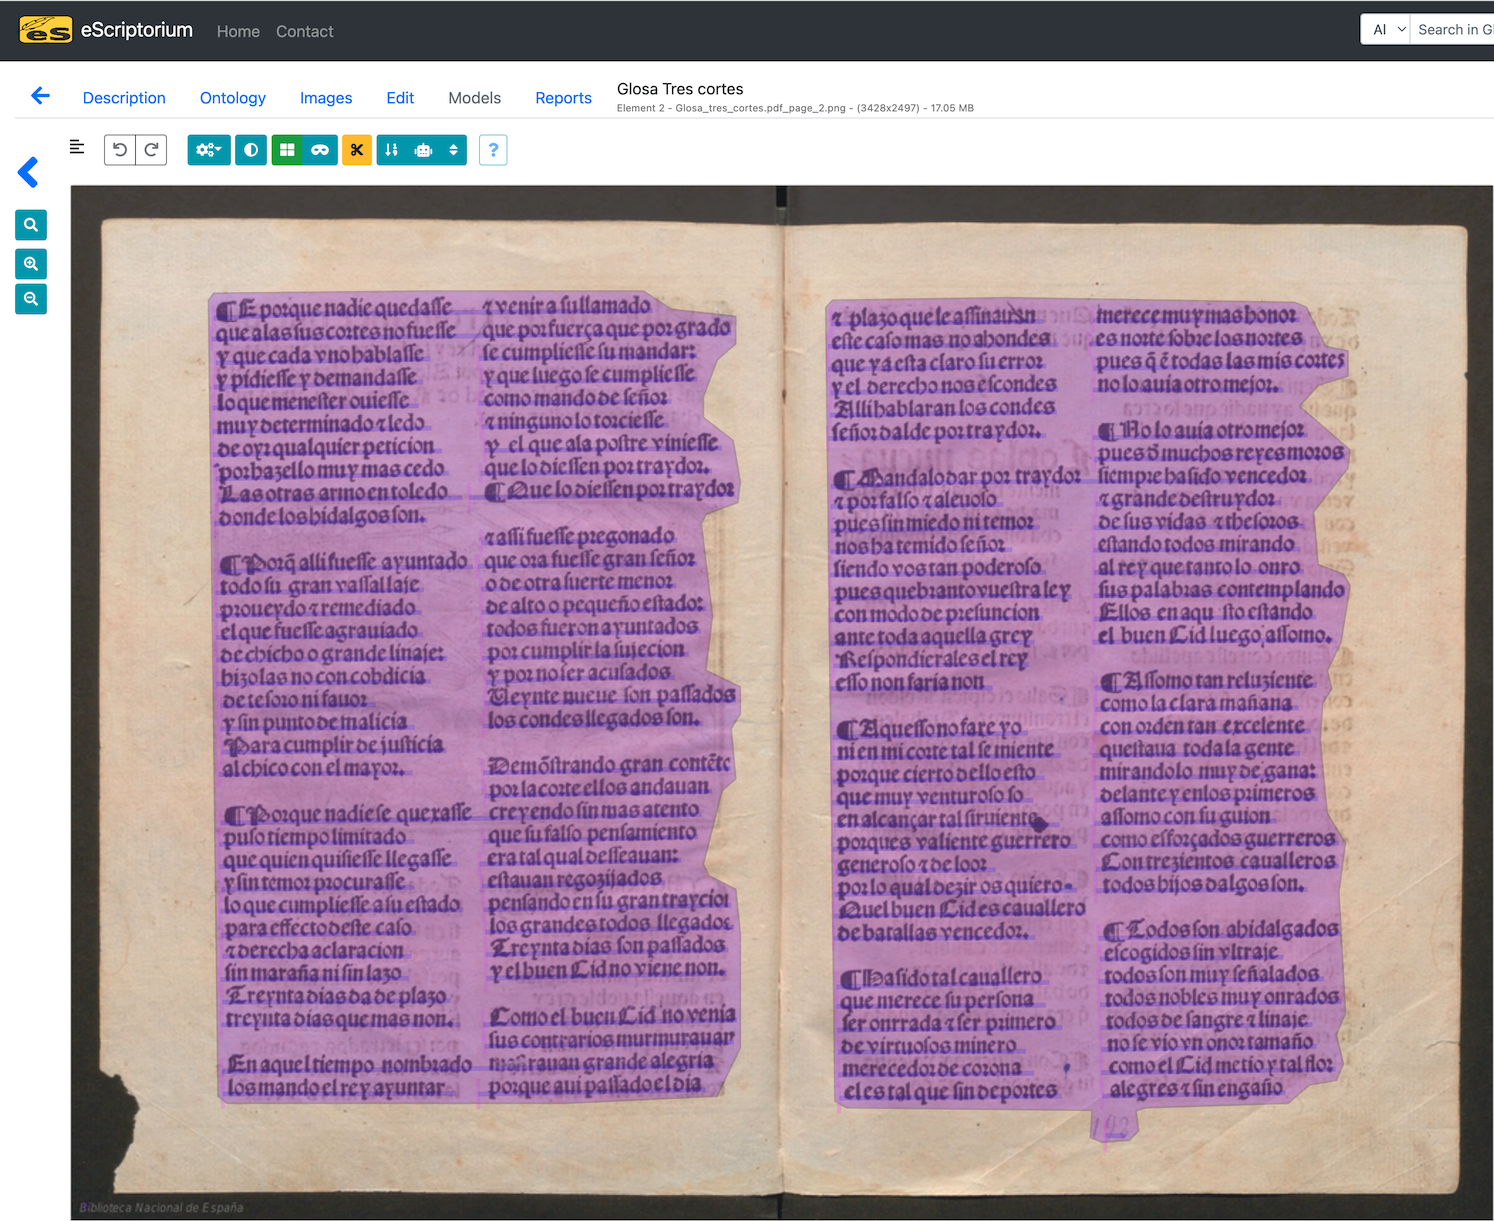 eScriptorium
Home
Contact
Al
Search in G
Description
Ontology
Images
Edit
Models
Reports
Glosa Tres cortes
Element 2 - Glosa_tres_cortes.pdf_page_2.png - (3428x2497) - 17.05 MB
¶E porque nadie quedasse
que a las sus cortes no fuesse
y que cada vno hablasse
y pidiesse y demandasse
lo que menester ouiesse
muy determinado ⁊ ledo
de oyr qualquier peticion
por hazello muy mas cedo
Las otras armo en toledo
donde los hidalgos son.
¶Porq̃ alli fuesse ayuntado
todo su gran vassallaje
proueydo ⁊ remediado
el que fuesse agrauiado
de chicho o grande linaje:
hizo las no con cobdicia
de tesoro ni fauor
y sin punto de malicia
Para cumplir de justicia
al chico con el mayor.
¶Porque nadie se quexasse
puso tiempo limitado
que quien quisiesse llegasse
y sin temor procurasse
lo que cumpliesse a su estado
para effecto deste caso
⁊ derecha aclaracion
sin maraña ni sin lazo
Treynta dias da de plazo
treynta dias que mas non.
En aquel tiempo nombrado
los mando el rey ayuntar
⁊ venir a su llamado
que por fuerça que por grado
se cumpliesse su mandar:
y que luego se cumpliesse
como mando de señor
⁊ ninguno lo torciesse
y el que a la postre viniesse
que lo diessen por traydor.
¶Que lo diessen por traydor
⁊ assi fuesse pregonado
que ora fuesse gran señor
o de otra suerte menor
de alto o pequeño estado:
todos fueron ayuntados
por cumplir la sujecion
y por no ser acusados
Veynte nueue son passados
los condes llegados son.
Demõstrando gran contẽto
por la corte ellos andauan
creyendo sin mas atento
que su falso pensamiento
era tal qual desseauan:
estauan regozijados
pensando en su gran traycion
los grandes todos llegados
Treynta dias son passados
y el buen Cid no viene non.
Como el buen Cid no venia
sus contrarios murmurauan
mostrauan grande alegria
porque aui passado el dia
⁊ plazo que le assinauan
este caso mas no ahondes
que ya esta claro su error
y el derecho nos escondes
Alli hablaran los condes
señor dalde por traydor.
¶Mandalo dar por traydor
⁊ por falso ⁊ aleuoso
pues sin miedo ni temor
nos ha temido señor
siendo vos tan poderoso
pues quebranto vuestra ley
con modo de presuncion
ante toda aquella grey
Respondierales el rey
esso non faria non
¶Aquesso no fare yo
ni en mi corte tal se miente
porque cierto dello esto
que muy venturoso so
en alcançar tal siruiente
porques valiente guerrero
generoso ⁊ de loor
por lo qual dezir os quiero
Quel buen Cid es cauallero
de batallas vencedor.
¶Ha sido tal cauallero
que merece su persona
ser onrrada ⁊ ser primero
de virtuosos minero
merecedor de corona
el es tal que sin deportes
merece muy mas honor
es norte sobre los nortes
pues q̃ ẽ todas las mis cortes
no lo auia otro mejor.
¶No lo auia otro mejor
pues d̃ muchos reyes moros
siempre ha sido vencedor
⁊ grande destruydor
de sus vidas ⁊ thesoros
estando todos mirando
al rey que tanto lo onro
sus palabras contemplando
Ellos en aqu sto estando
el buen Cid luego assomo.
¶Assomo tan reluziente
como la clara mañana
con orden tan excelente
questaua toda la gente
mirandolo muy de gana:
delante y en los primeros
assomo con su guion
como esforçados guerreros
Con trezientos caualleros
todos hijos dalgo son.
¶Todos son ahidalgados
escogidos sin vltraje
todos son muy señalados
todos nobles muy onrados
todos de sangre ⁊ linaje
no se vio vn onor tamaño
como el Cid metio y tal flor
alegres ⁊ sin engaño
Biblioteca Nacional de España